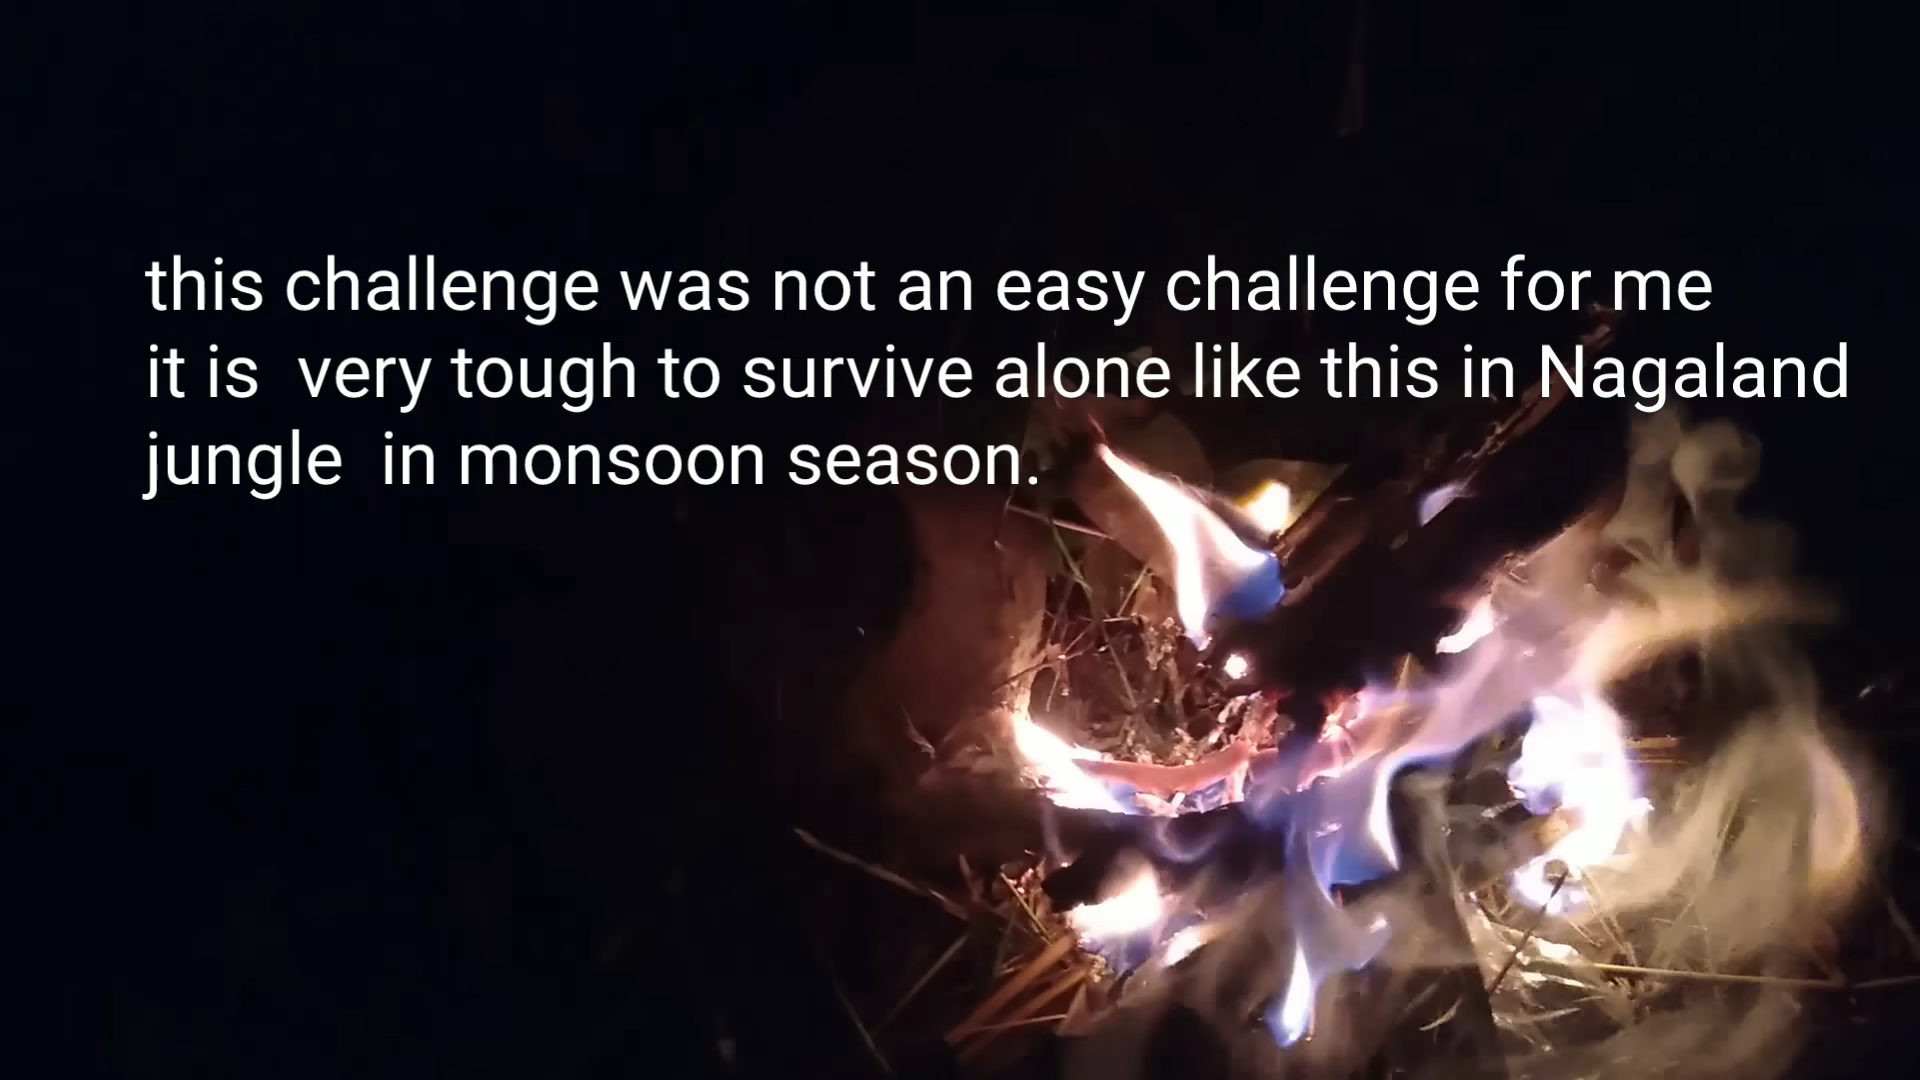 this challenge was not an easy challenge for me
it is  very tough to survive alone like this in Nagaland
jungle  in monsoon season.